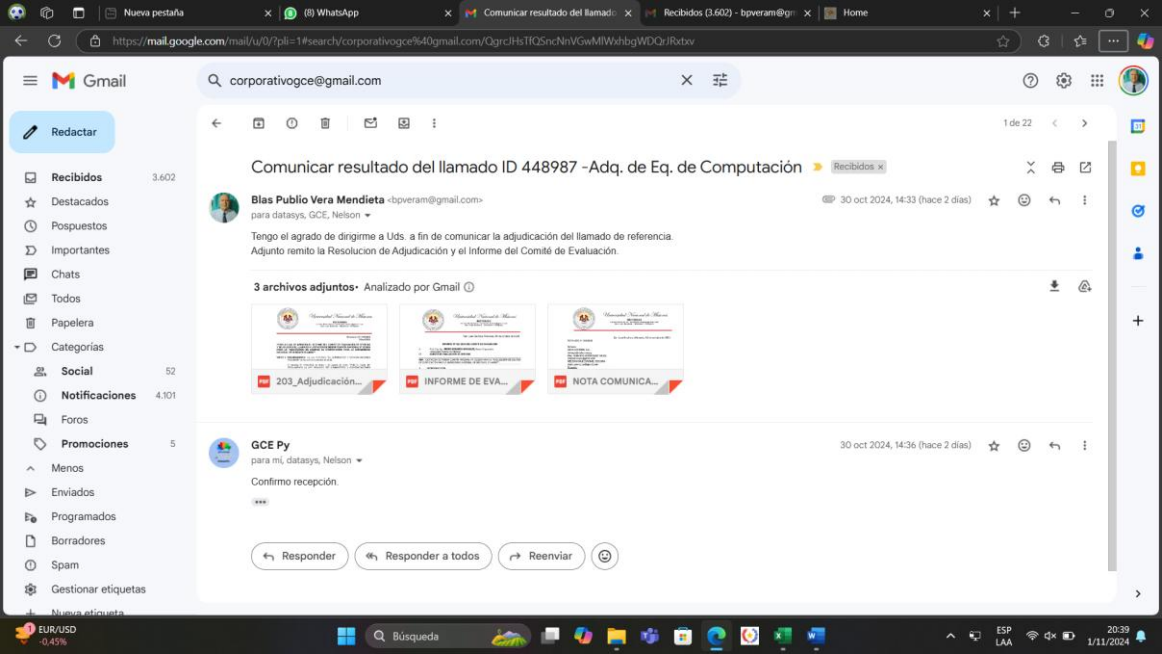 Nueva pestaña
(8) WhatsApp
Comunicar resultado del llamado
Recibidos (3.602) - bpveram@gm
Home
https://mail.google.com/mail/u/0/?pli=1#search/corporativogce%40gmail.com/QgrcJHsTfQSncNnVGwMlWxhbgWDQrJRxtxv
Gmail
corporativogce@gmail.com
Redactar
1 de 22
Recibidos 3.602
Destacados
Pospuestos
Importantes
Chats
Todos
Papelera
Categorías
Social 52
Notificaciones 4.101
Foros
Promociones 5
Menos
Enviados
Programados
Borradores
Spam
Gestionar etiquetas
Nueva etiqueta
Comunicar resultado del llamado ID 448987 -Adq. de Eq. de Computación
Recibidos ×
Blas Publio Vera Mendieta <bpveram@gmail.com>
30 oct 2024, 14:33 (hace 2 días)
para datasys, GCE, Nelson
Tengo el agrado de dirigirme a Uds. a fin de comunicar la adjudicación del llamado de referencia.
Adjunto remito la Resolucion de Adjudicación y el Informe del Comité de Evaluación.
3 archivos adjuntos• Analizado por Gmail
PDF 203_Adjudicación...
PDF INFORME DE EVA...
PDF NOTA COMUNICA...
GCE Py
30 oct 2024, 14:36 (hace 2 días)
para mí, datasys, Nelson
Confirmo recepción.
Responder
Responder a todos
Reenviar
31
1
EUR/USD
-0,45%
Búsqueda
ESP
LAA
20:39
1/11/2024